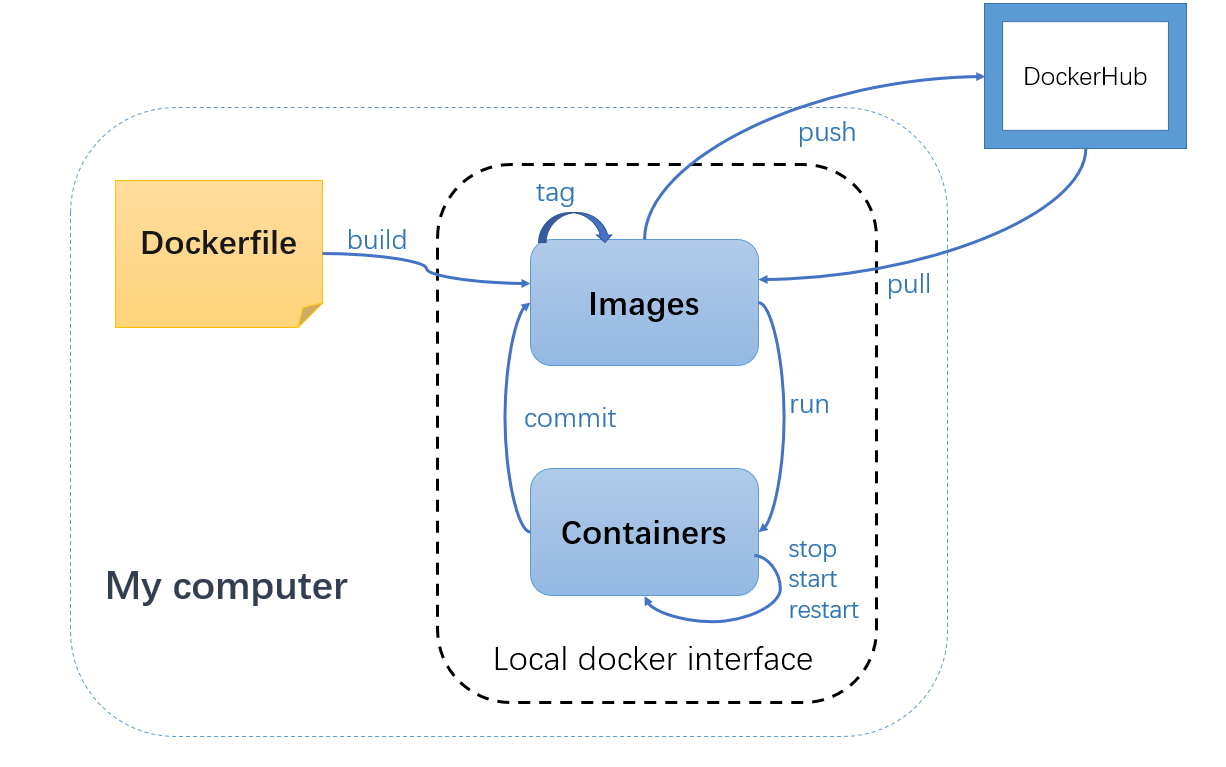 DockerHub
push
tag
Dockerfile
build
pull
Images
run
commit
Containers
stop
start
restart
My computer
Local docker interface